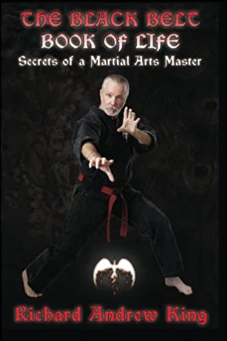 THE BLACK BELT
BOOK OF LIFE
Secrets of a Martial Arts Master
Richard Andrew King